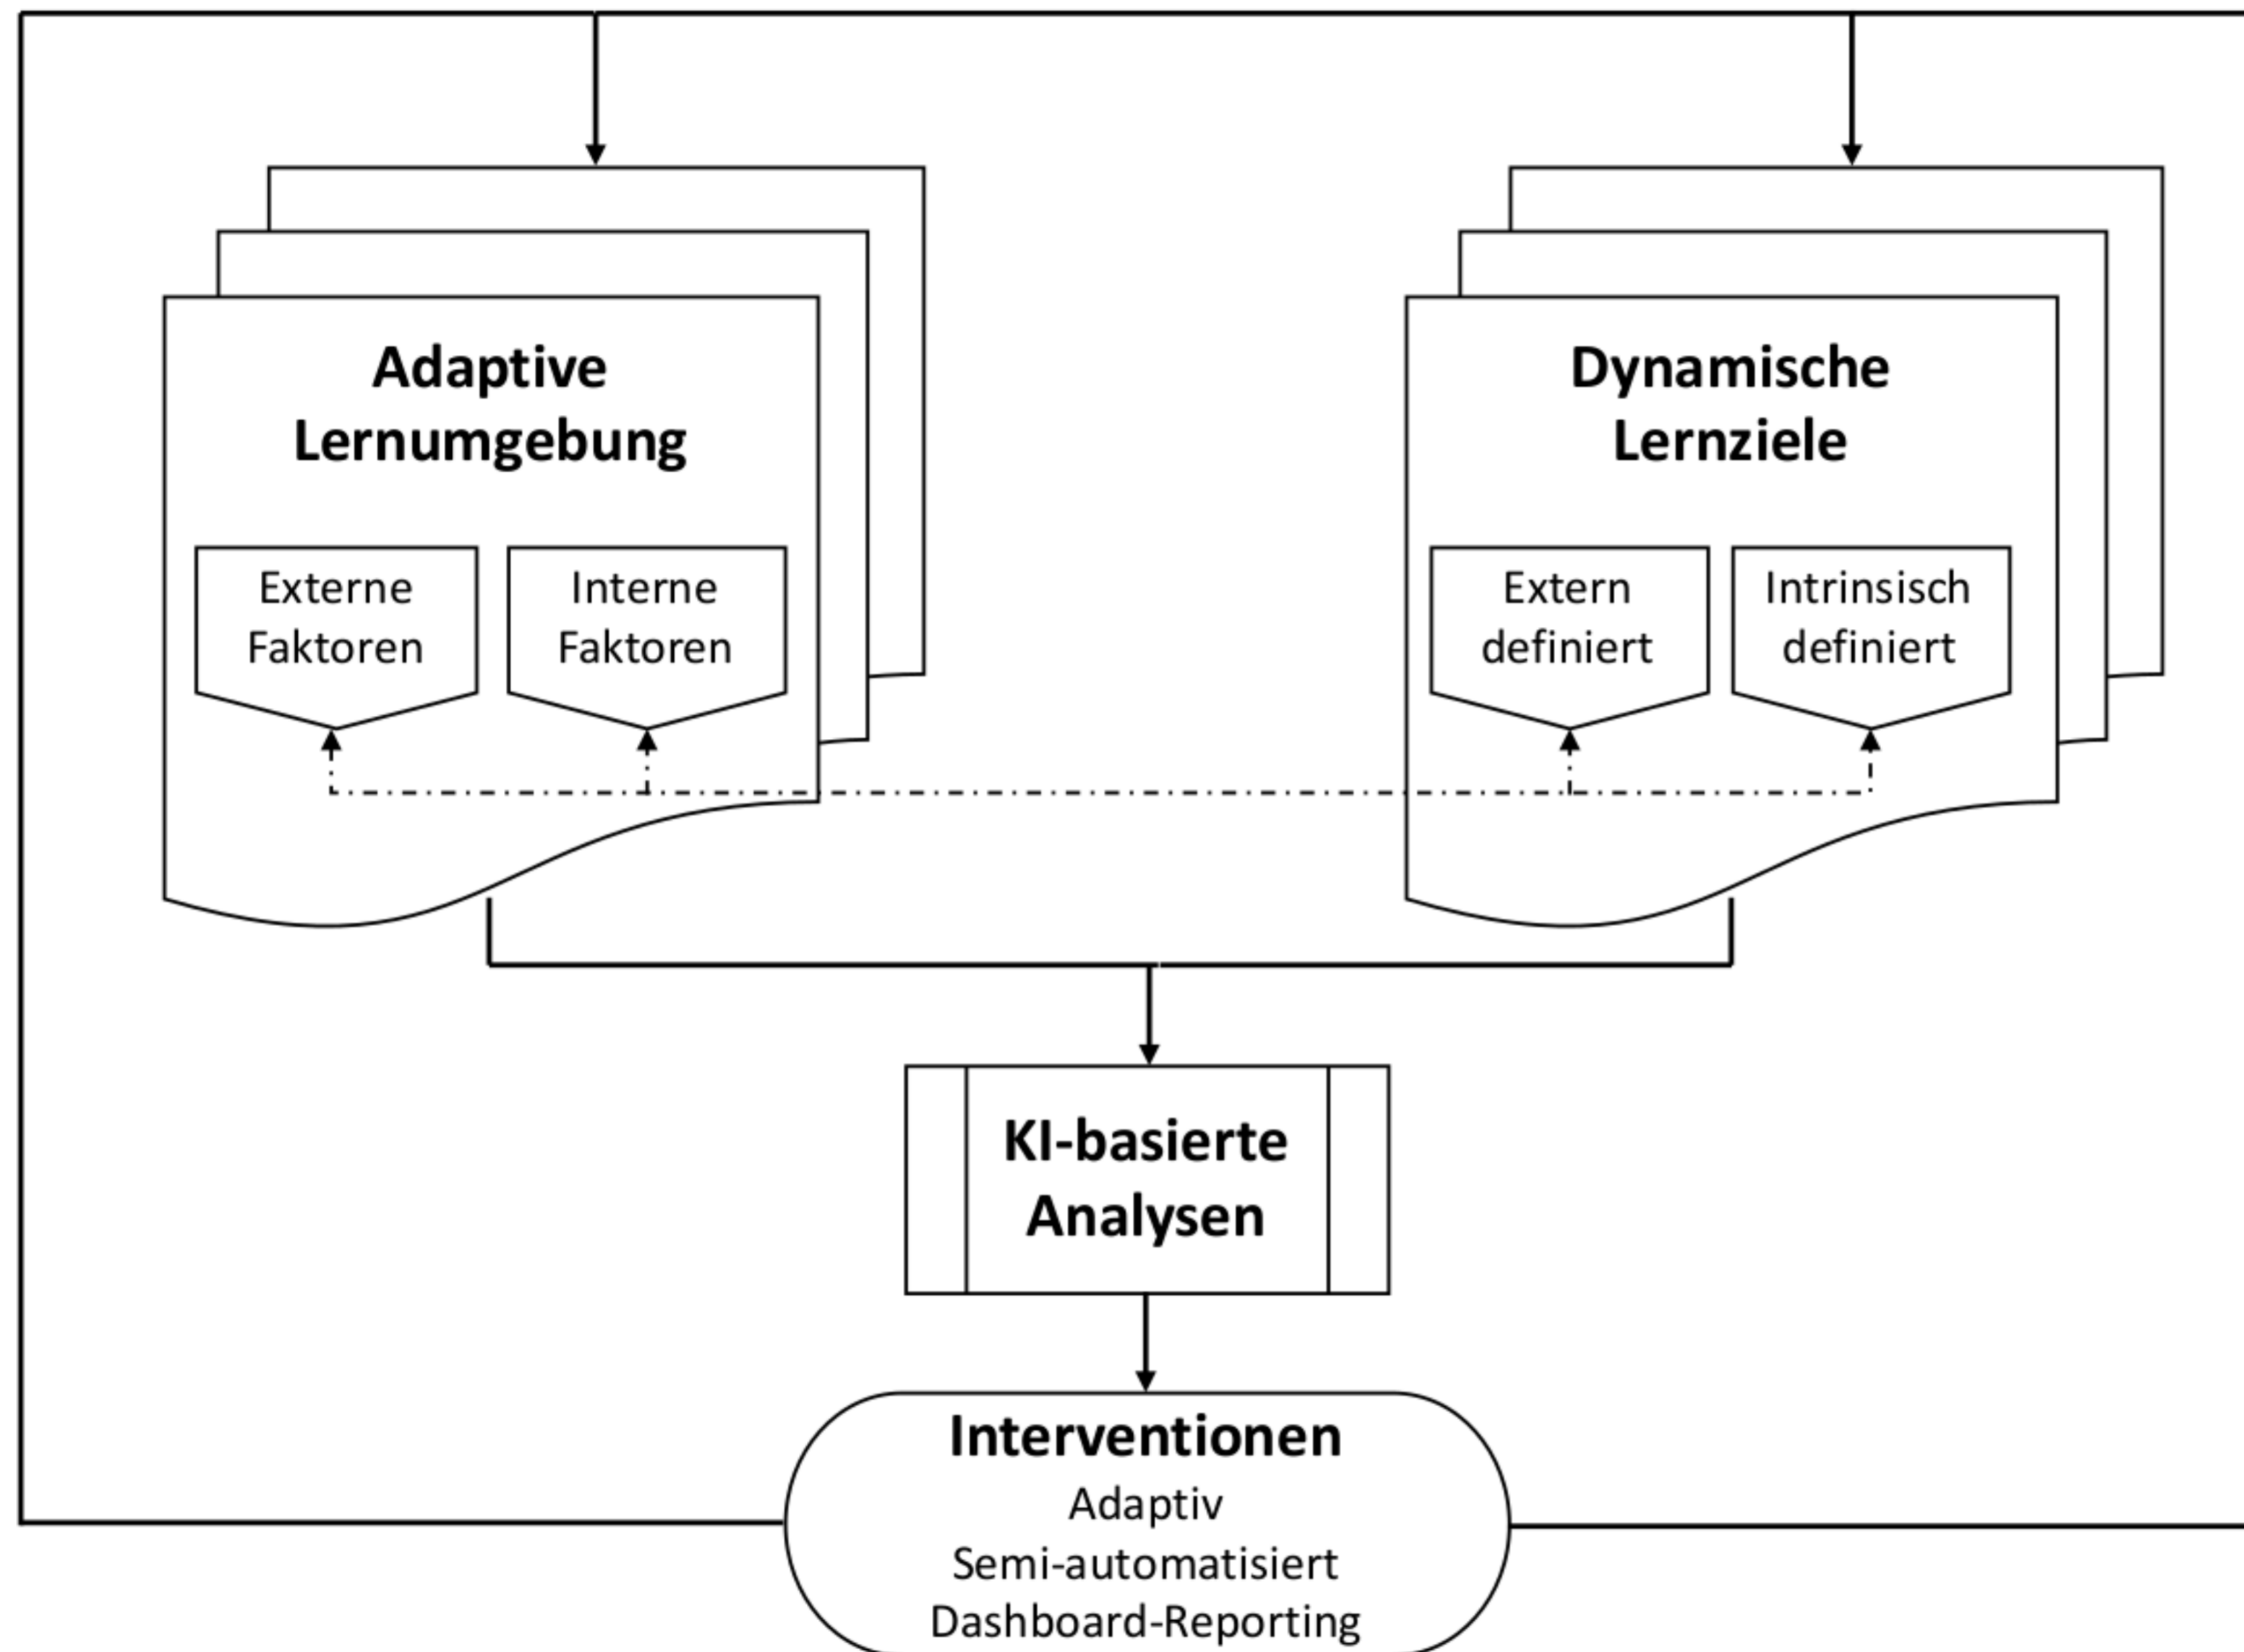 Adaptive
Lernumgebung
Externe
Faktoren
Interne
Faktoren
Dynamische
Lernziele
Extern
definiert
Intrinsisch
definiert
KI-basierte
Analysen
Interventionen
Adaptiv
Semi-automatisiert
Dashboard-Reporting